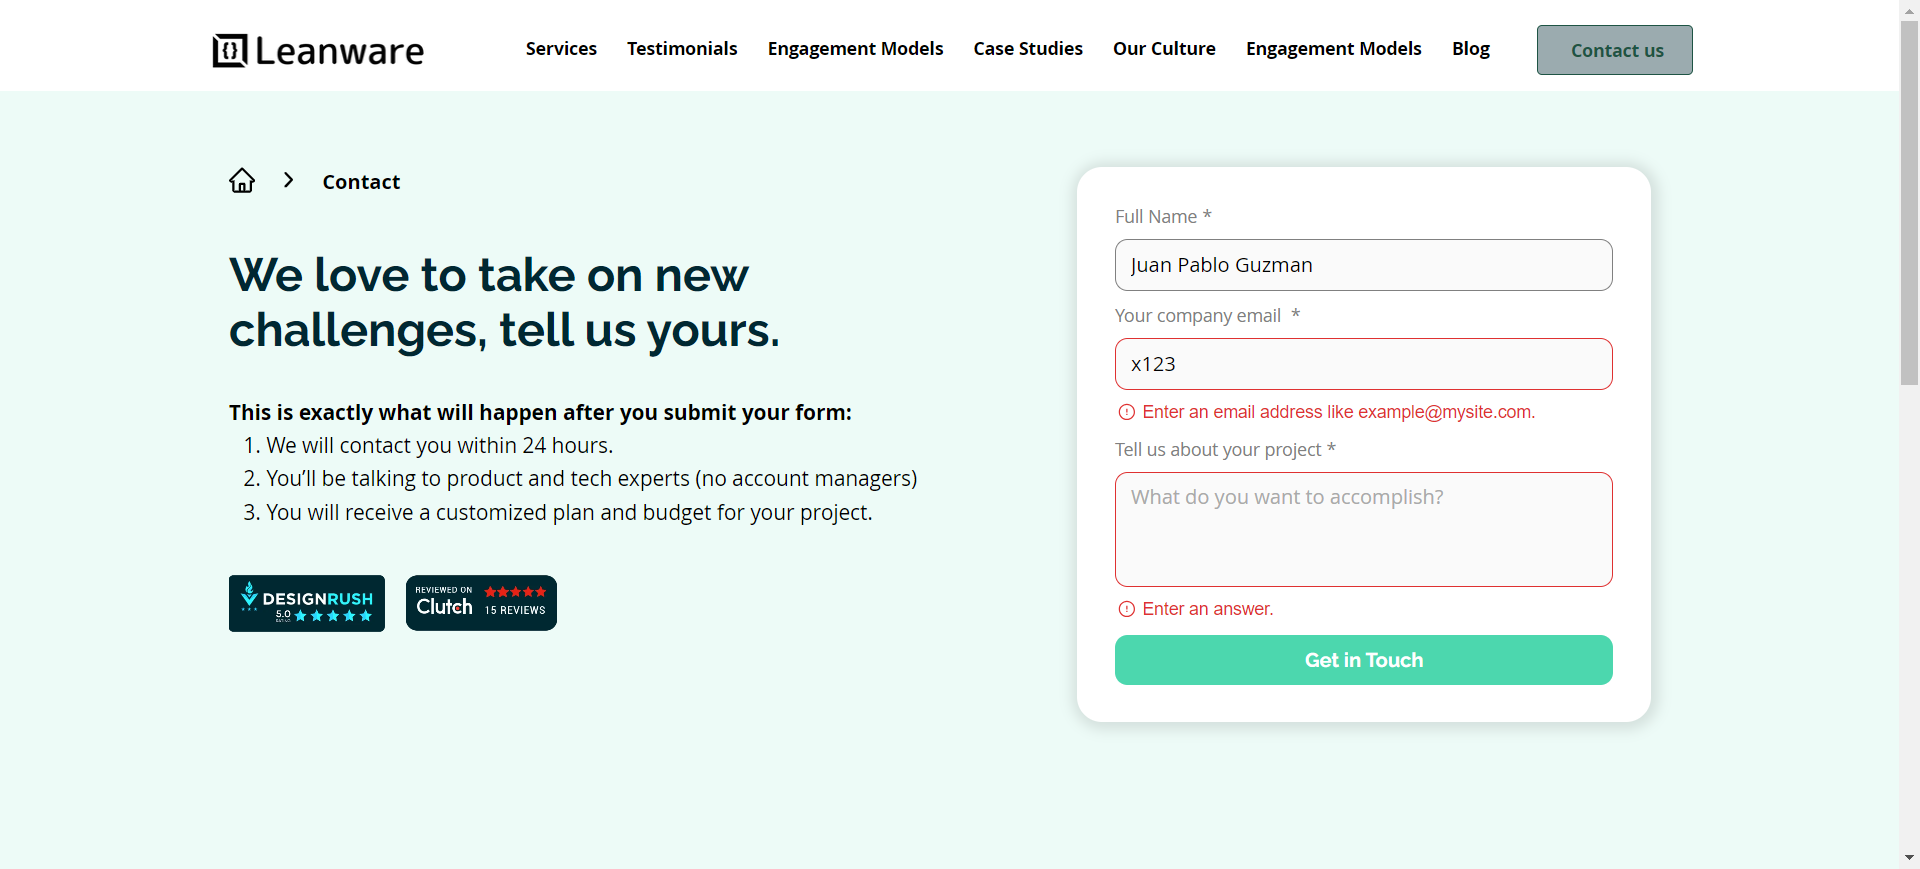 Leanware
Services Testimonials Engagement Models Case Studies Our Culture Engagement Models Blog Contact us
Contact
We love to take on new
challenges, tell us yours.
This is exactly what will happen after you submit your form:
1. We will contact you within 24 hours.
2. You’ll be talking to product and tech experts (no account managers)
3. You will receive a customized plan and budget for your project.
DESIGNRUSH
5.0
REVIEWED ON
Clutch
15 REVIEWS
Full Name *
Juan Pablo Guzman
Your company email *
x123
Enter an email address like example@mysite.com.
Tell us about your project *
What do you want to accomplish?
Enter an answer.
Get in Touch